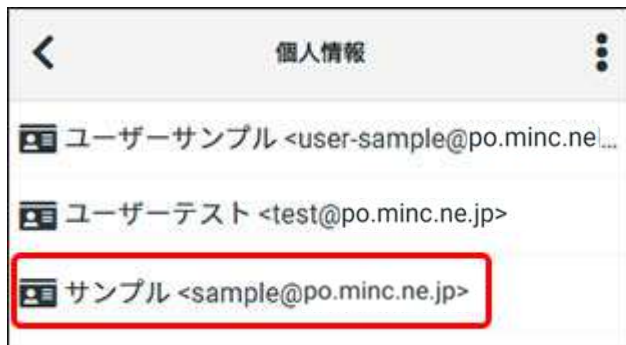 個人情報
ユーザーサンプル <user-sample@po.minc.ne...
ユーザーテスト <test@po.minc.ne.jp>
サンプル <sample@po.minc.ne.jp>